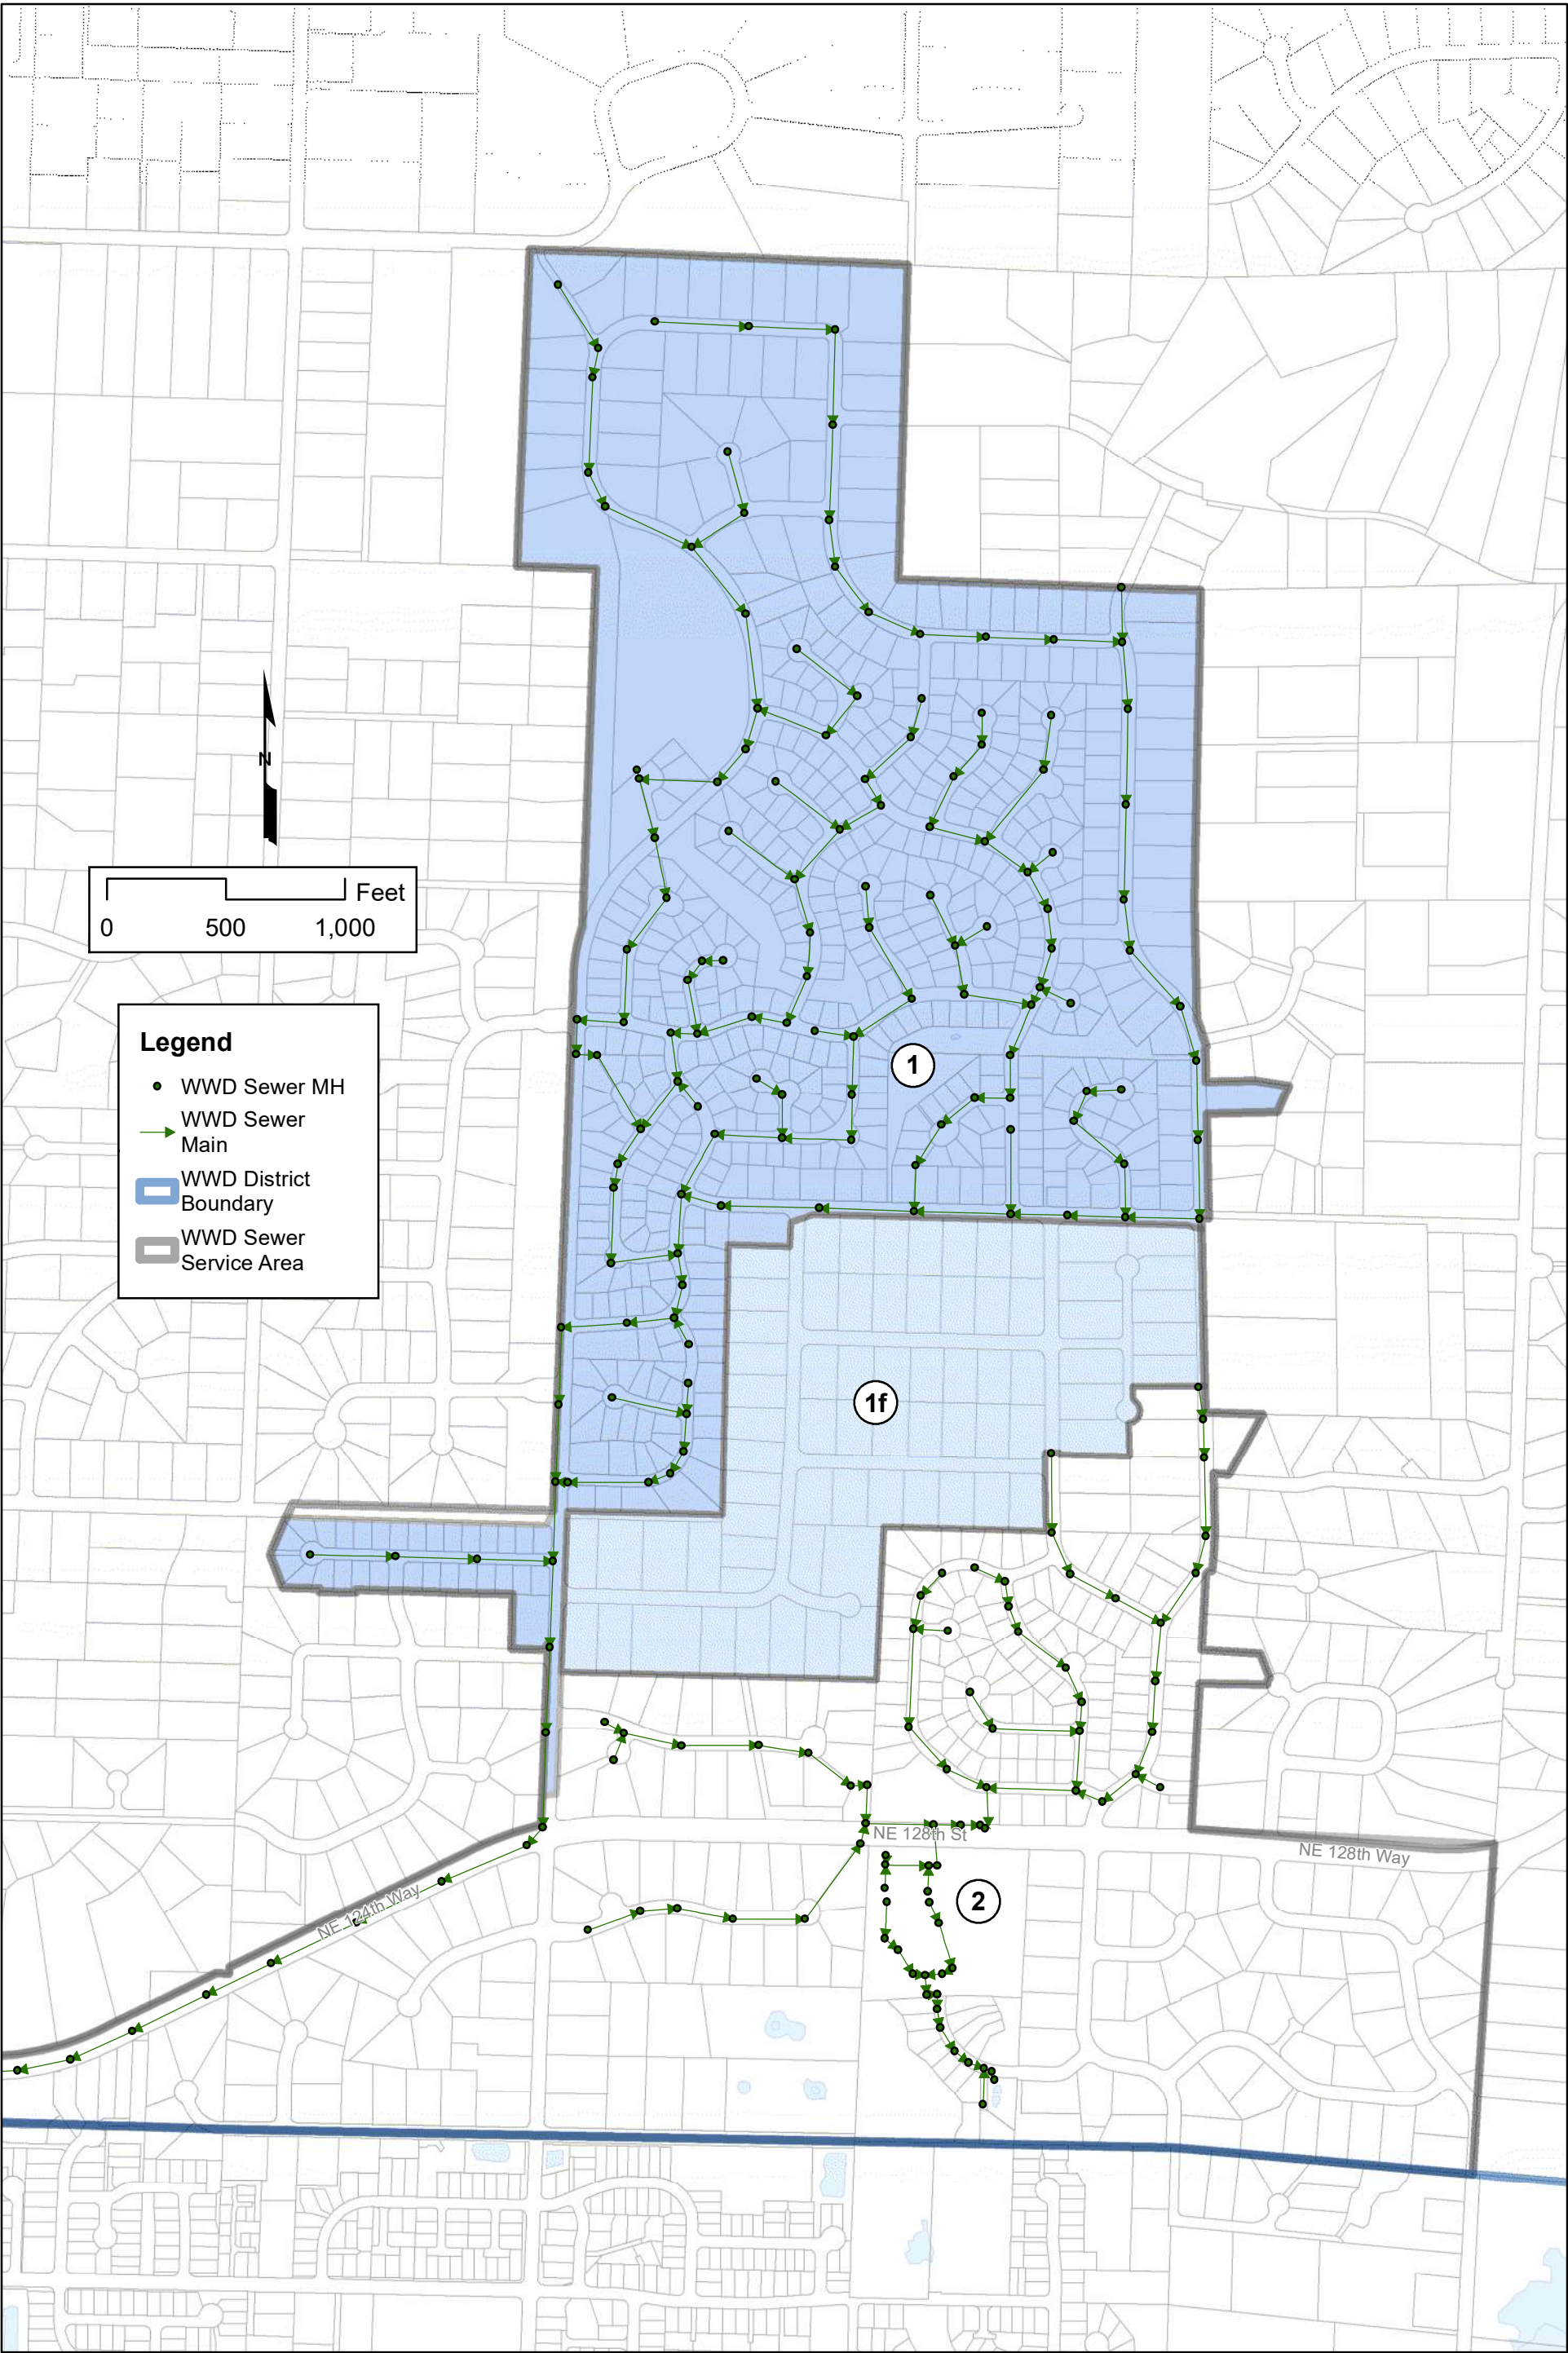 N
Feet
0 500 1,000
Legend
WWD Sewer MH
WWD Sewer
Main
WWD District
Boundary
WWD Sewer
Service Area
1
1f
NE 128th St
NE 128th Way
2
NE 124th Way